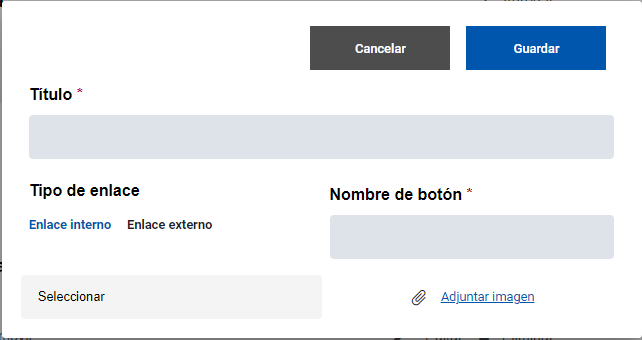 Cancelar
Guardar
Título *
Tipo de enlace
Nombre de botón *
Enlace interno
Enlace externo
Seleccionar
Adjuntar imagen